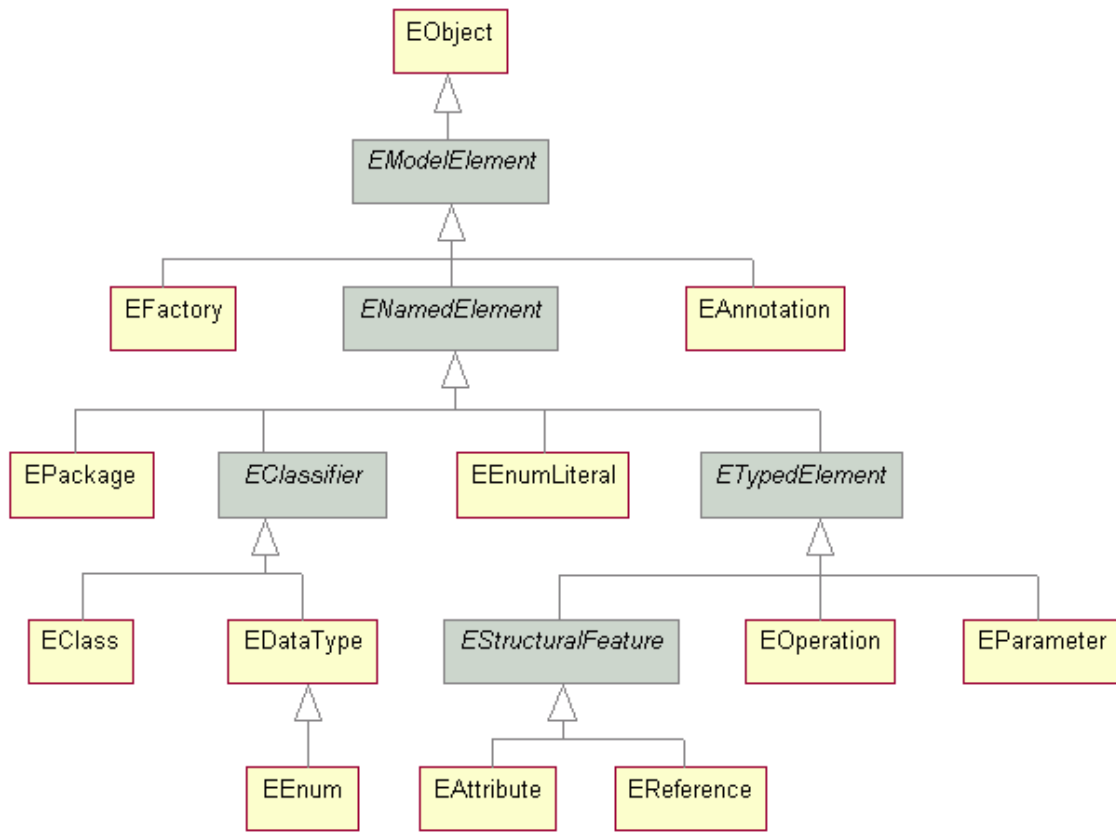 EObject
EModelElement
EFactory
ENamedElement
EAnnotation
EPackage
EClassifier
EEnumLiteral
ETypedElement
EClass
EDataType
EStructuralFeature
EOperation
EParameter
EEnum
EAttribute
EReference